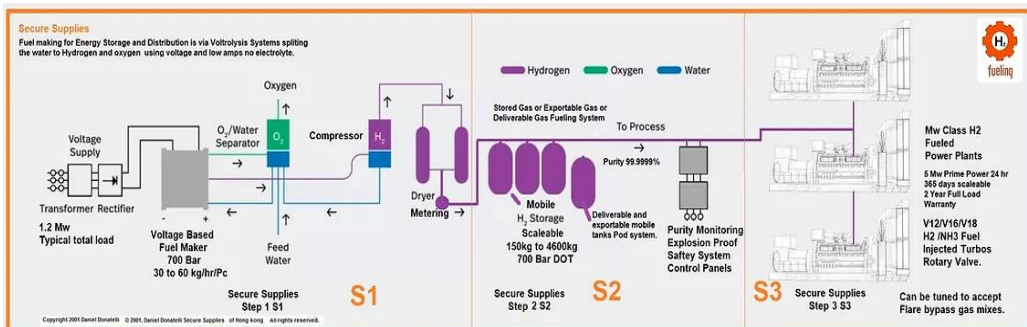 Secure Supplies
Fuel making for Energy Storage and Distribution is via Voltrolysis Systems spliting
the water to Hydrogen and oxygen using voltage and low amps no electrolyte.
H2
fueling
Hydrogen
Oxygen
Water
Oxygen
Stored Gas or Exportable Gas or
Deliverable Gas Fueling System
Voltage
Supply
O2/Water
Separator
O2
Compressor
H2
To Process
Purity 99.9999%
Mw Class H2
Fueled
Power Plants
5 Mw Prime Power 24 hr
365 days scaleable
2 Year Full Load
Warranty
Transformer Rectifier
1.2 Mw
Typical total load
- +
Voltage Based
Fuel Maker
700 Bar
30 to 60 kg/hr/Pc
Feed
Water
Dryer
Metering
Mobile
H2 Storage
Scaleable
150kg to 4600kg
700 Bar DOT
Deliverable and
exportable mobile
tanks Pod system.
Purity Monitoring
Explosion Proof
Saftey System
Control Panels
V12/V16/V18
H2 /NH3 Fuel
Injected Turbos
Rotary Valve.
Secure Supplies
Step 1 S1
S1
Secure Supplies
Step 2 S2
S2
S3
Secure Supplies
Step 3 S3
Can be tuned to accept
Flare bypass gas mixes.
Copyright 2001 Daniel Donatelli © 2001, Daniel Donatelli Secure Supplies of Hong kong All rights reserverd.